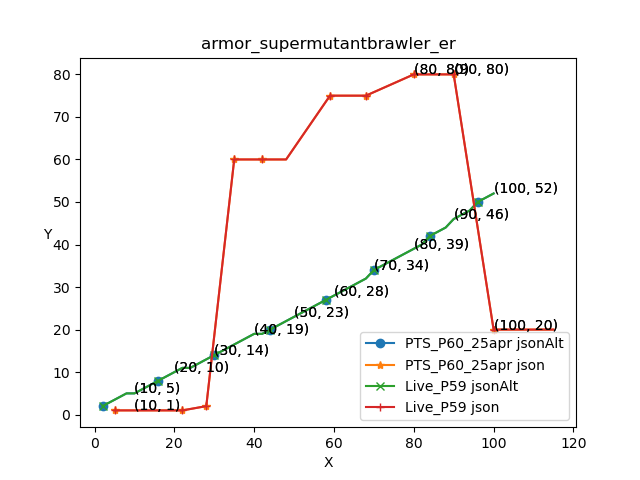 armor_supermutantbrawler_er
Y
80
70
60
50
40
30
20
10
0
(80, 80)
(90, 80)
(100, 52)
(90, 46)
(80, 39)
(70, 34)
(60, 28)
(50, 23)
(40, 19)
(100, 20)
(30, 14)
(20, 10)
(10, 5)
(10, 1)
PTS_P60_25apr jsonAlt
PTS_P60_25apr json
Live_P59 jsonAlt
Live_P59 json
0 20 40 60 80 100 120
X